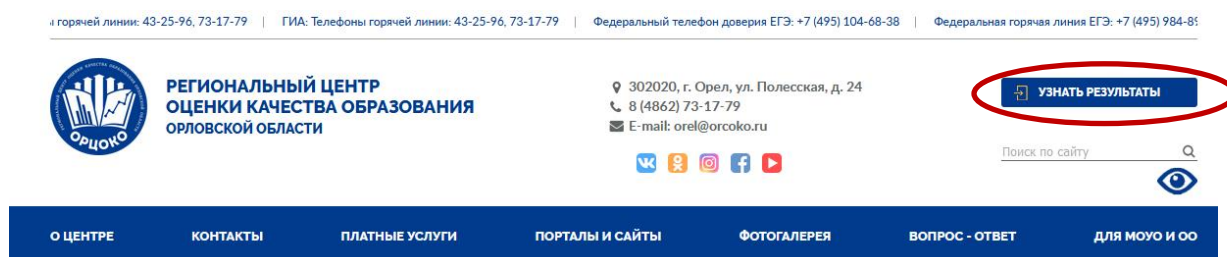 горячей линии: 43-25-96, 73-17-79 | ГИА: Телефоны горячей линии: 43-25-96, 73-17-79 | Федеральный телефон доверия ЕГЭ: +7 (495) 104-68-38 | Федеральная горячая линия ЕГЭ: +7 (495) 984-89
РЕГИОНАЛЬНЫЙ ЦЕНТР
ОЦЕНКИ КАЧЕСТВА ОБРАЗОВАНИЯ
ОРЛОВСКОЙ ОБЛАСТИ
ОРЦОКО
302020, г. Орел, ул. Полесская, д. 24
8 (4862) 73-17-79
E-mail: orel@orcoko.ru
УЗНАТЬ РЕЗУЛЬТАТЫ
Поиск по сайту
О ЦЕНТРЕ КОНТАКТЫ ПЛАТНЫЕ УСЛУГИ ПОРТАЛЫ И САЙТЫ ФОТОГАЛЕРЕЯ ВОПРОС - ОТВЕТ ДЛЯ МОУО И ОО